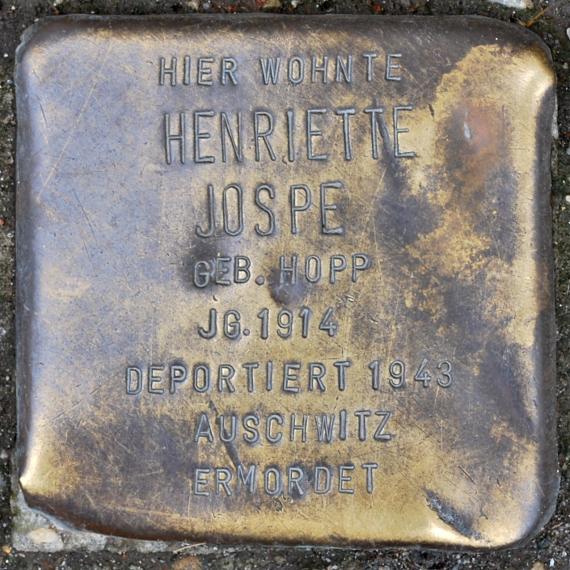 HIER WOHNTE
HENRIETTE
JOSPE
GEB. HOPP
JG. 1914
DEPORTIERT 1943
AUSCHWITZ
ERMORDET